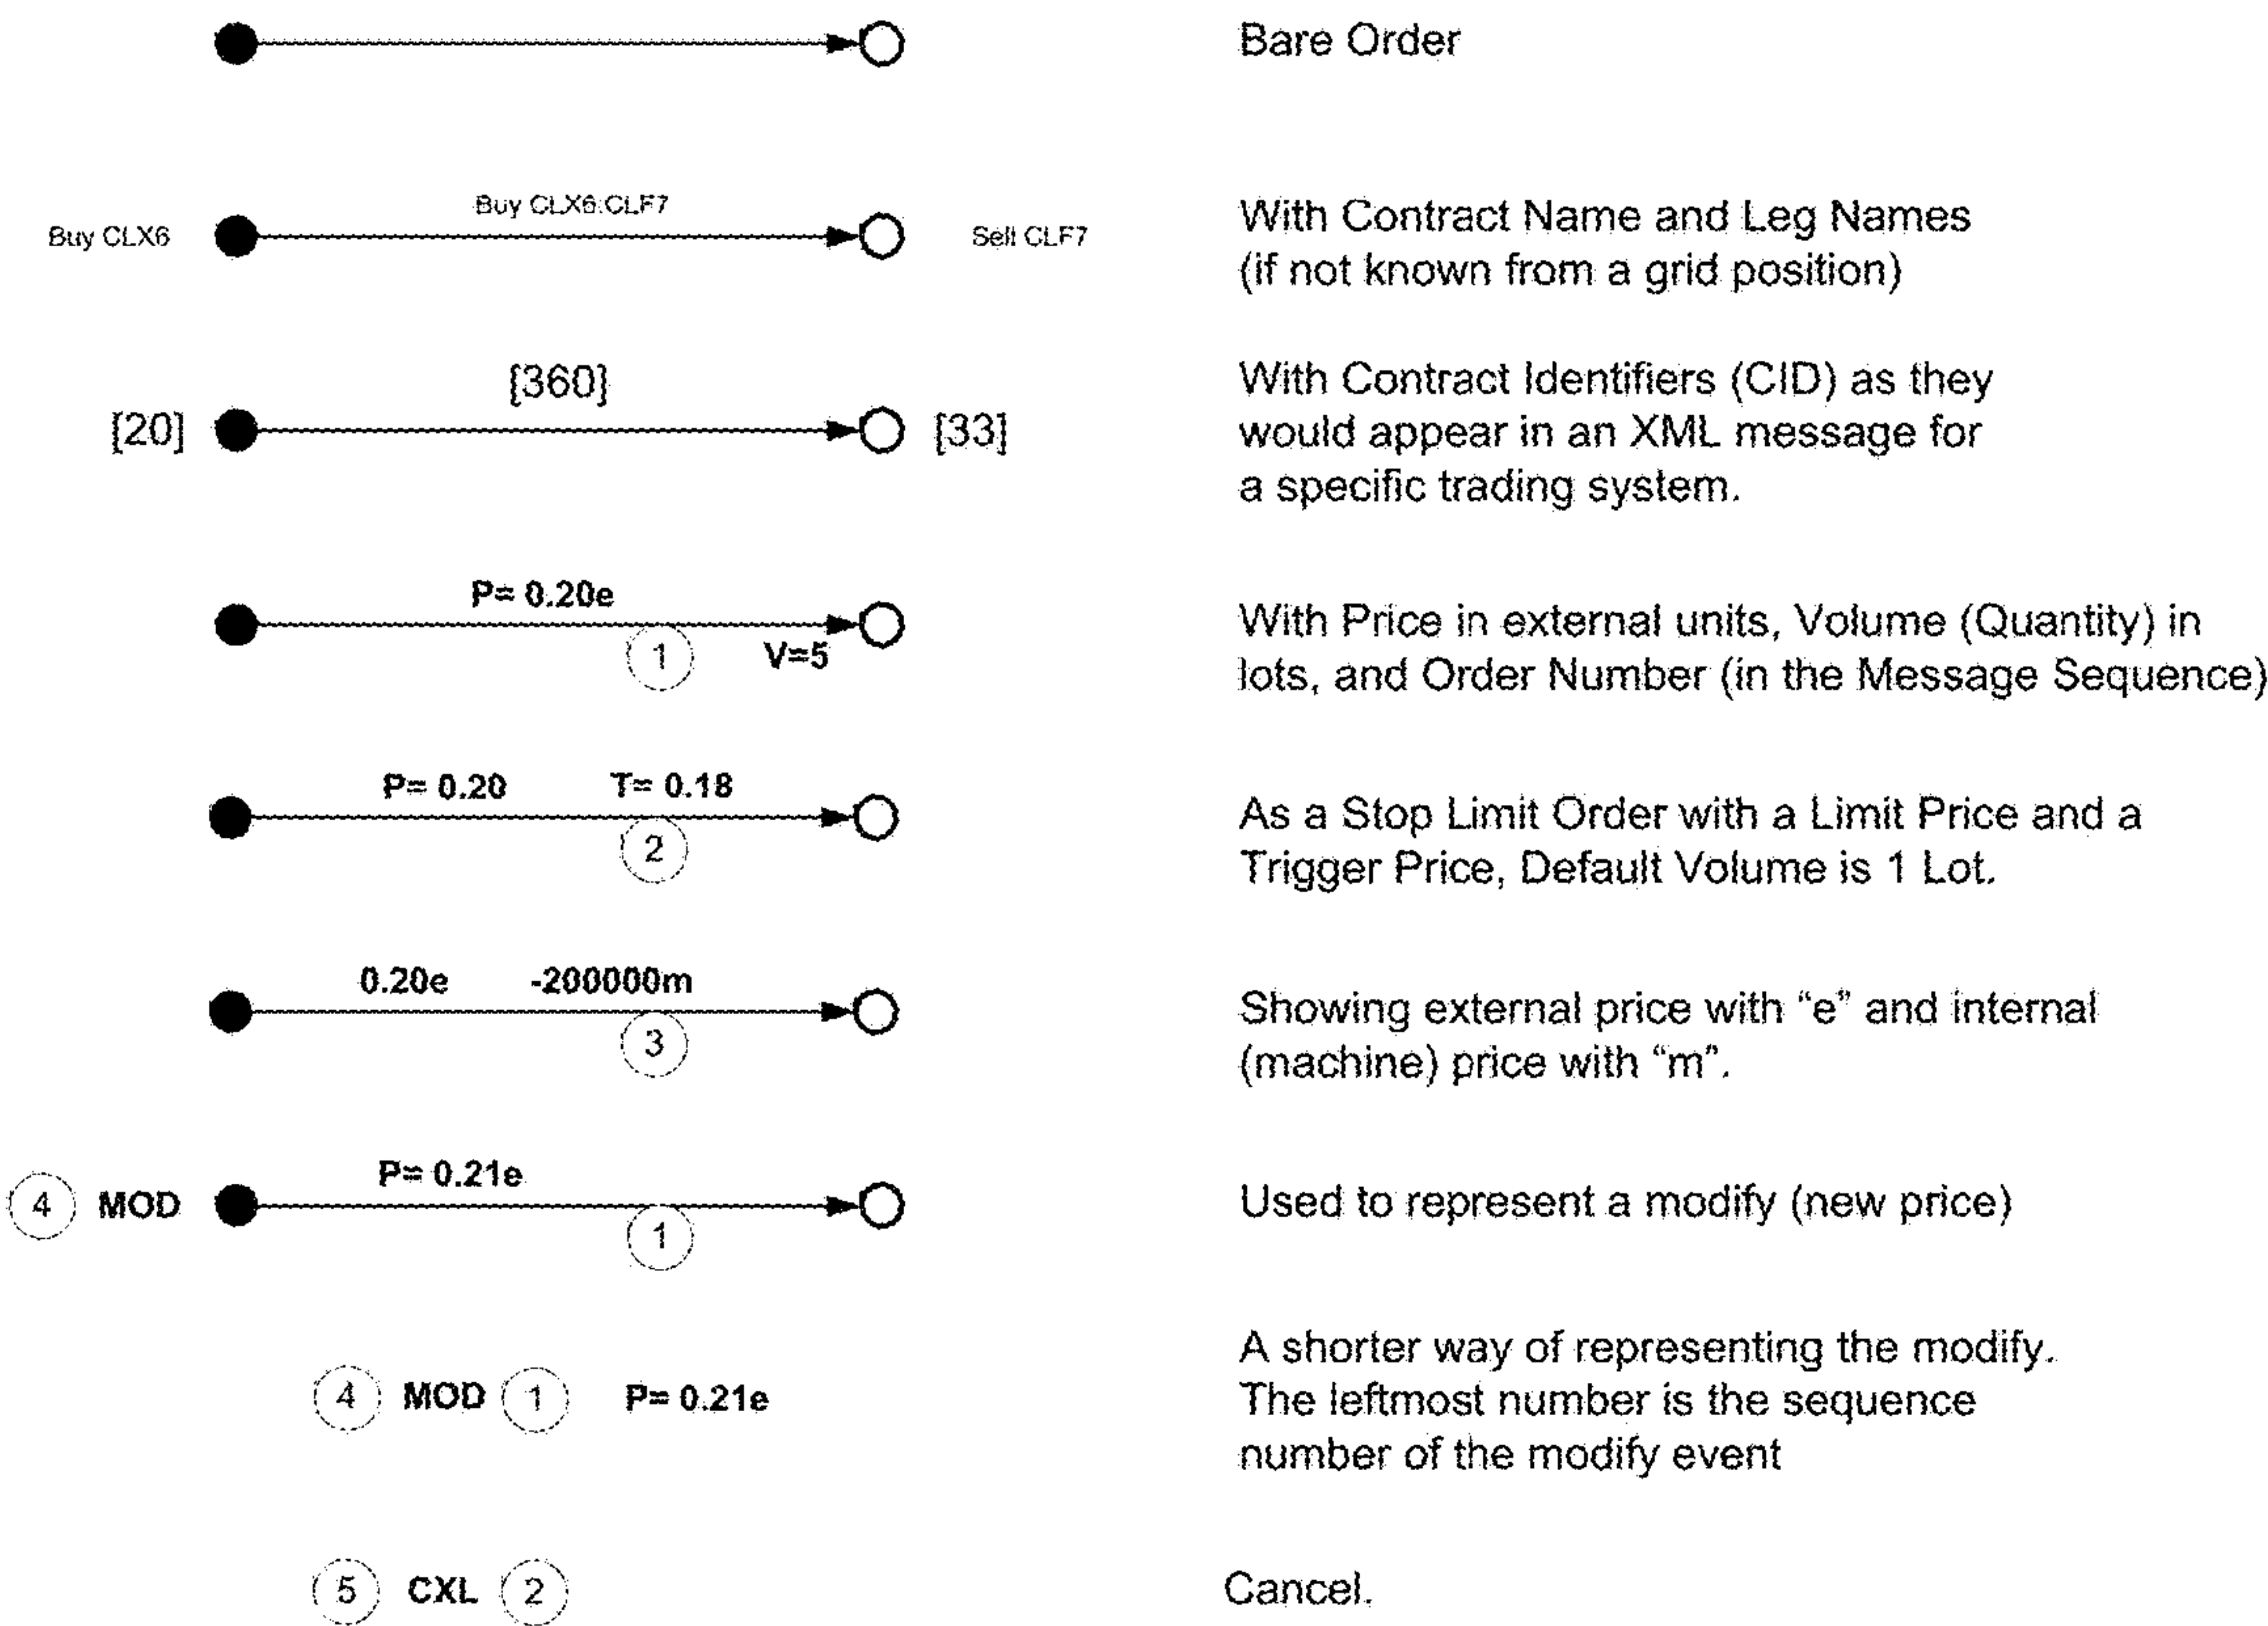 Bare Order
Buy CLX6:CLF7
Buy CLX6
Sell CLF7
With Contract Name and Leg Names
(if not known from a grid position)
[360]
[20]
[33]
With Contract Identifiers (CID) as they
would appear in an XML message for
a specific trading system.
P= 0.20e
1
V=5
With Price in external units, Volume (Quantity) in
lots, and Order Number (in the Message Sequence)
P= 0.20 T= 0.18
2
As a Stop Limit Order with a Limit Price and a
Trigger Price, Default Volume is 1 Lot.
0.20e -200000m
3
Showing external price with “e” and internal
(machine) price with “m”.
4 MOD
P= 0.21e
1
Used to represent a modify (new price)
4 MOD 1 P= 0.21e
A shorter way of representing the modify.
The leftmost number is the sequence
number of the modify event
5 CXL 2
Cancel.